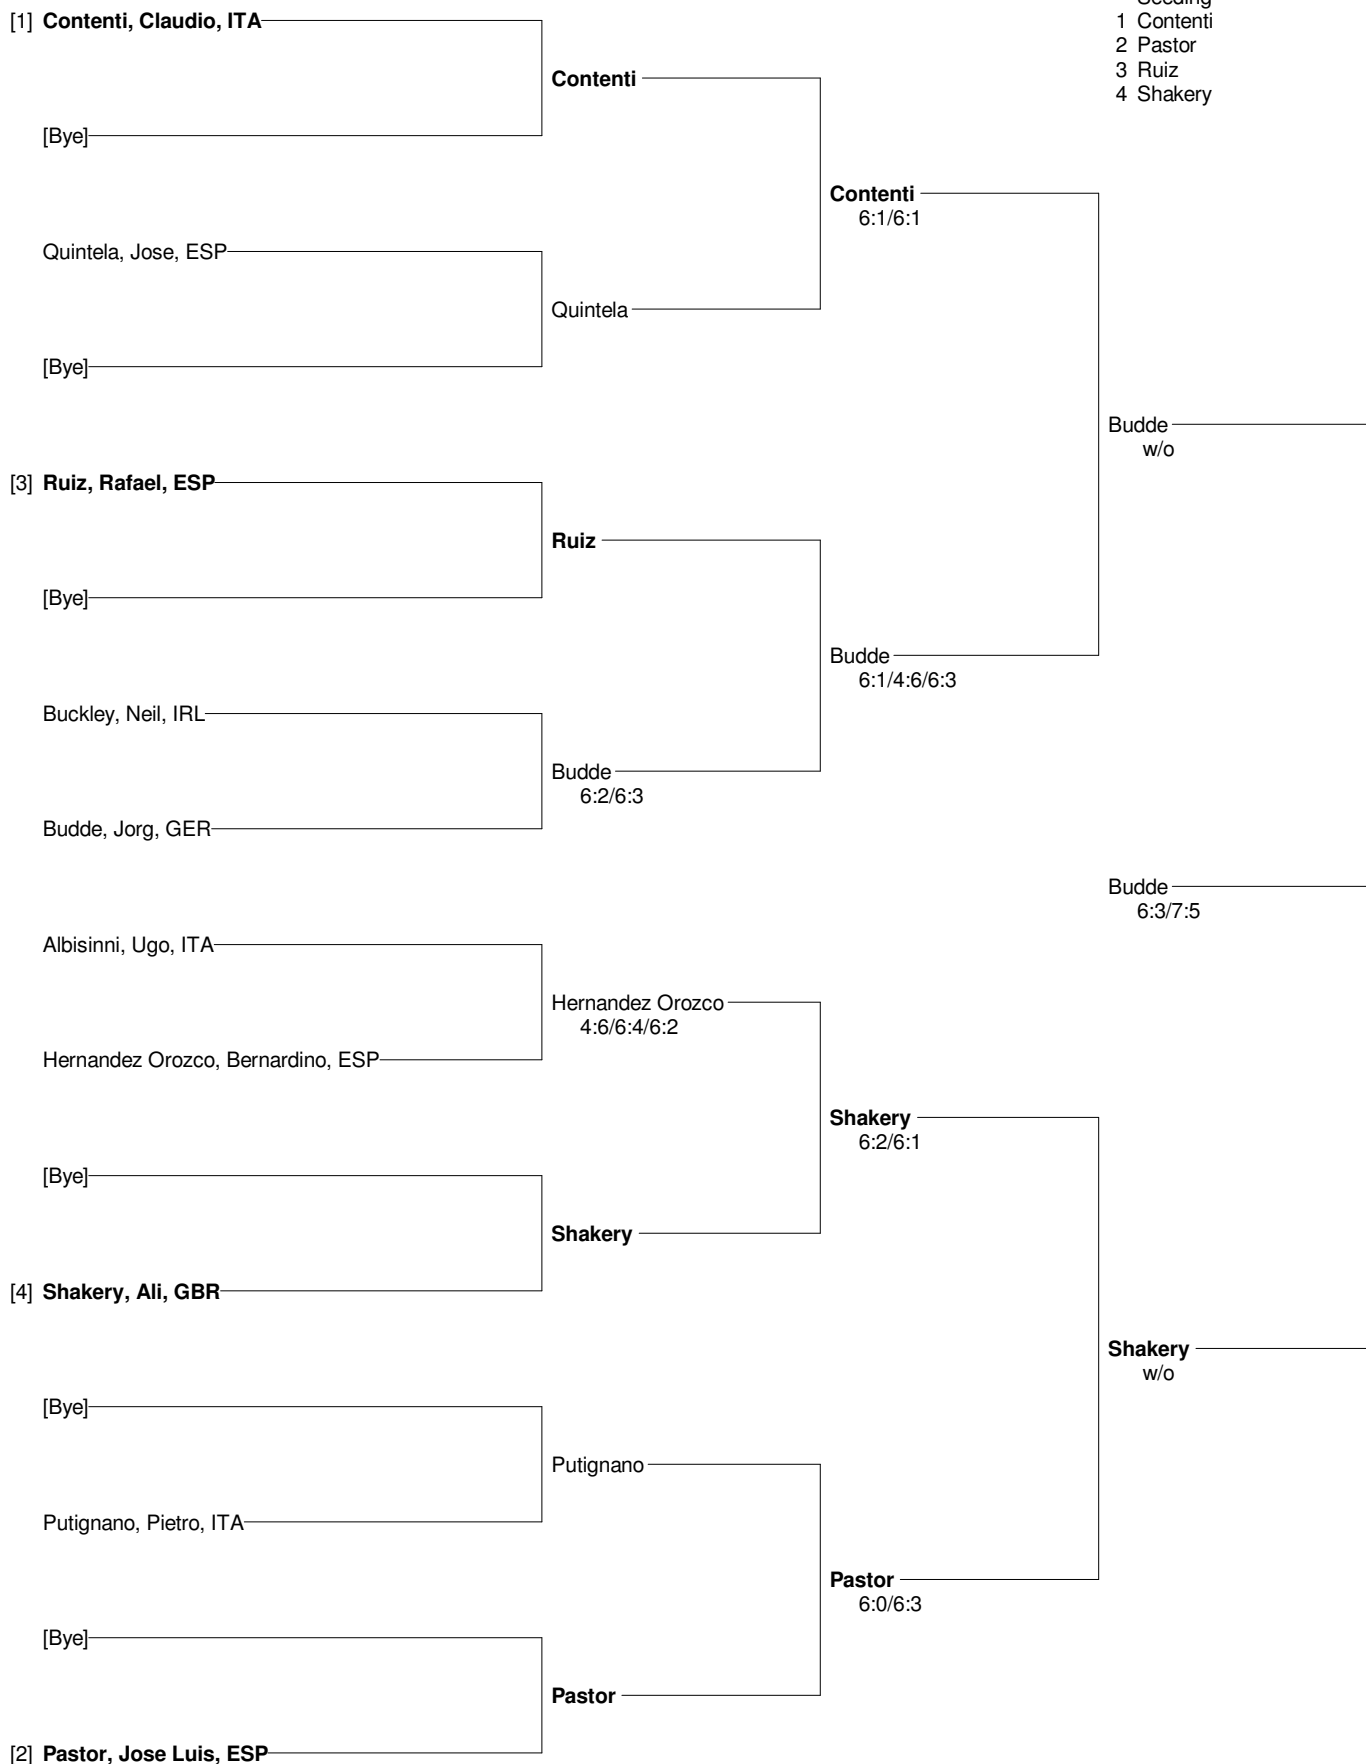 Seeding
[1] Contenti, Claudio, ITA
1 Contenti
2 Pastor
3 Ruiz
4 Shakery
Contenti
[Bye]
Contenti
6:1/6:1
Quintela, Jose, ESP
Quintela
[Bye]
Budde
w/o
[3] Ruiz, Rafael, ESP
Ruiz
[Bye]
Budde
6:1/4:6/6:3
Buckley, Neil, IRL
Budde
6:2/6:3
Budde, Jorg, GER
Budde
6:3/7:5
Albisinni, Ugo, ITA
Hernandez Orozco
4:6/6:4/6:2
Hernandez Orozco, Bernardino, ESP
Shakery
6:2/6:1
[Bye]
Shakery
[4] Shakery, Ali, GBR
Shakery
w/o
[Bye]
Putignano
Putignano, Pietro, ITA
Pastor
6:0/6:3
[Bye]
Pastor
[2] Pastor, Jose Luis, ESP